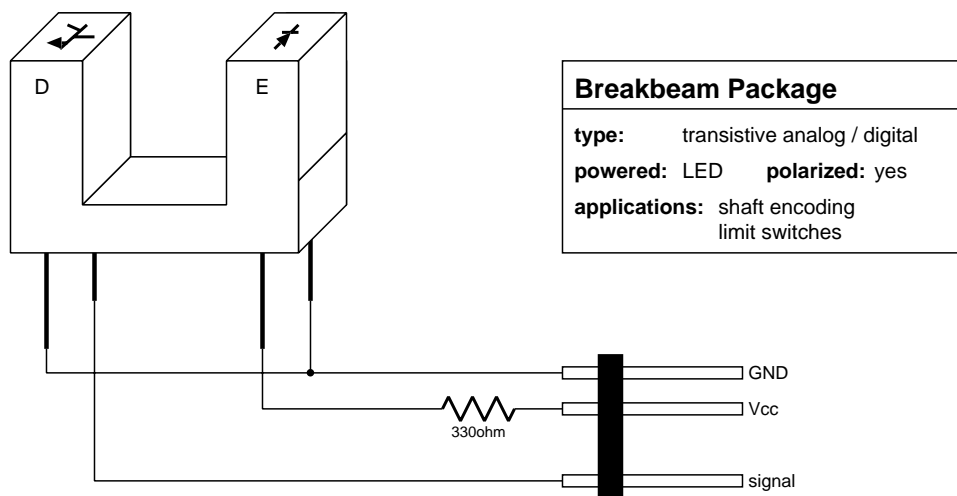 D
E
Breakbeam Package
type: transistive analog / digital
powered: LED polarized: yes
applications: shaft encoding
limit switches
GND
Vcc
330ohm
signal